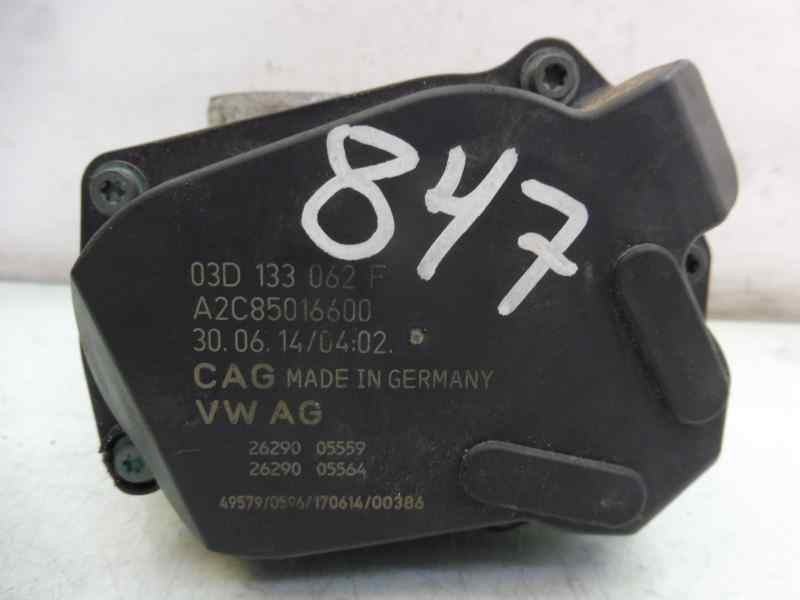 847
03D 133 062 F
A2C85016600
30.06.14/04:02.
CAG MADE IN GERMANY
VW AG
26290 05559
26290 05564
49579/0596/170614/00386